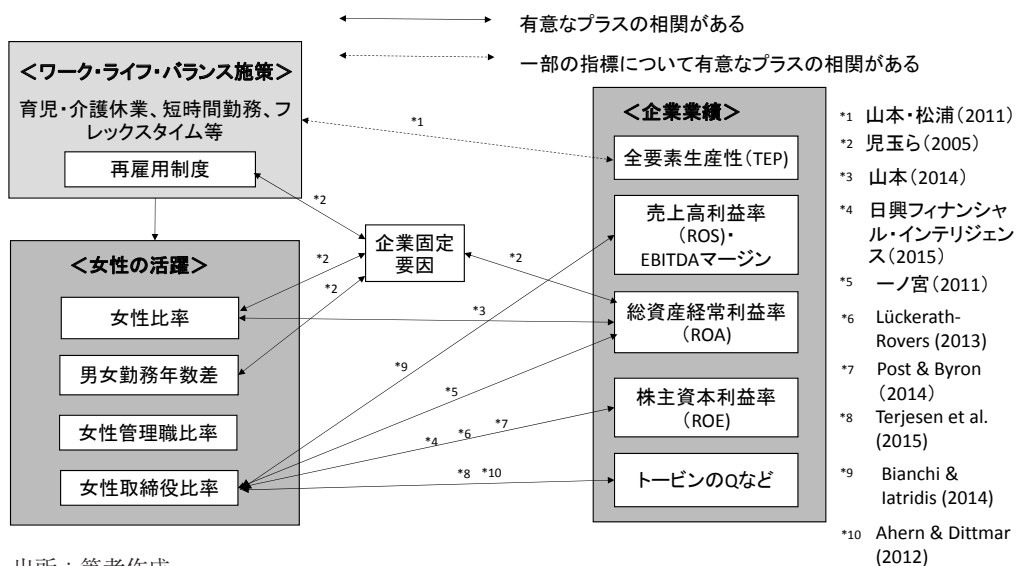 有意なプラスの相関がある
一部の指標について有意なプラスの相関がある
<ワーク・ライフ・バランス施策>
育児・介護休業、短時間勤務、フ
レックスタイム等
再雇用制度
<女性の活躍>
女性比率
男女勤務年数差
女性管理職比率
女性取締役比率
企業固定
要因
*1
*2
*2
*2
*2
*3
*9
*5
*4
*6
*7
*8
*10
<企業業績>
全要素生産性(TEP)
売上高利益率
(ROS)・
EBITDAマージン
総資産経常利益率
(ROA)
株主資本利益率
(ROE)
トービンのQなど
*1 山本・松浦(2011)
*2 児玉ら(2005)
*3 山本(2014)
*4 日興フィナンシャ
ル・インテリジェン
ス(2015)
*5 一ノ宮(2011)
*6 Lückerath-
Rovers (2013)
*7 Post & Byron
(2014)
*8 Terjesen et al.
(2015)
*9 Bianchi &
Iatridis (2014)
*10 Ahern & Dittmar
(2012)
出所:筆者作成